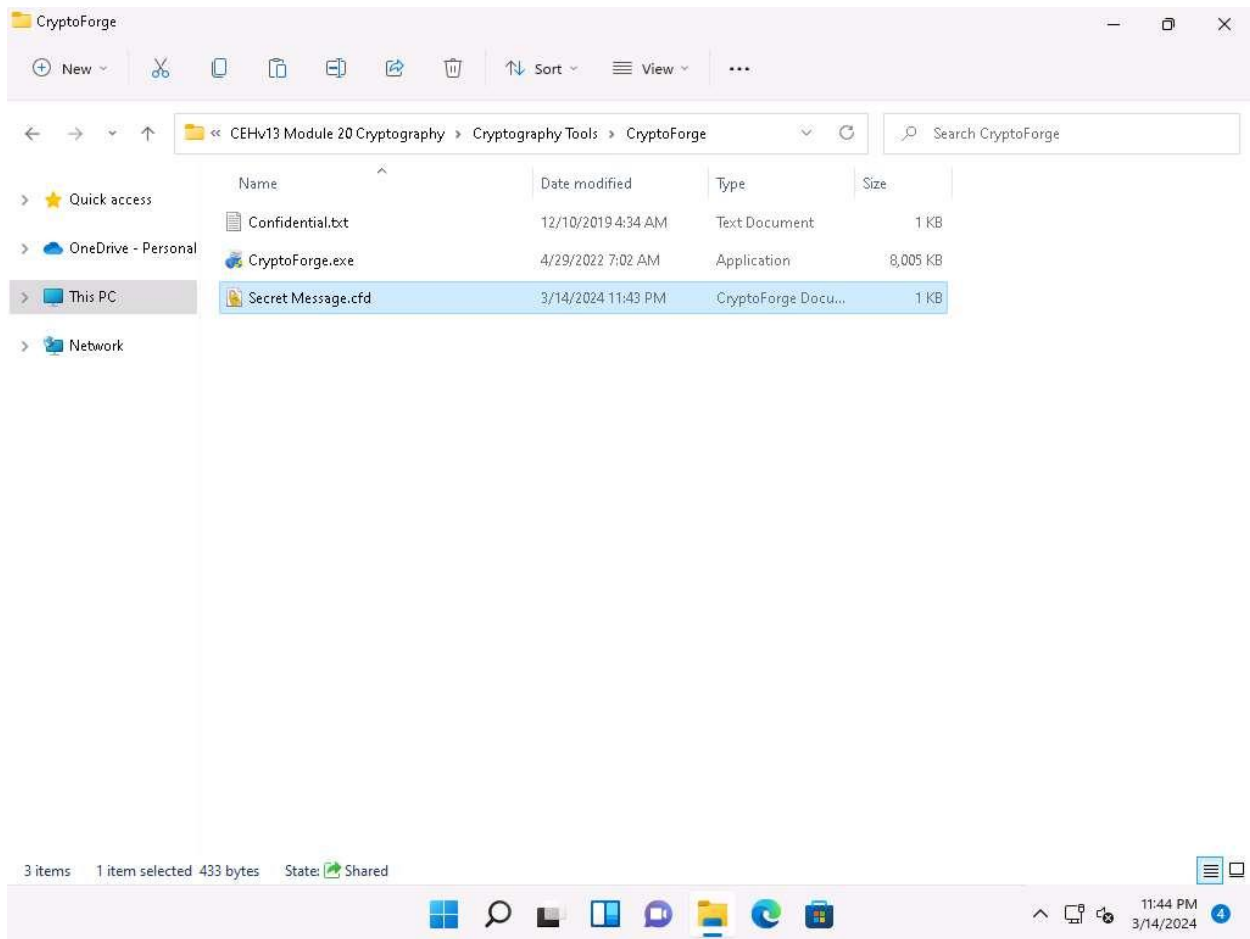 CryptoForge
New
Sort
View
« CEHv13 Module 20 Cryptography > Cryptography Tools > CryptoForge
Search CryptoForge
Name Date modified Type Size
Quick access
OneDrive - Personal
This PC
Network
Confidential.txt 12/10/2019 4:34 AM Text Document 1 KB
CryptoForge.exe 4/29/2022 7:02 AM Application 8,005 KB
Secret Message.cfd 3/14/2024 11:43 PM CryptoForge Docu... 1 KB
3 items 1 item selected 433 bytes State: Shared
11:44 PM
3/14/2024
4